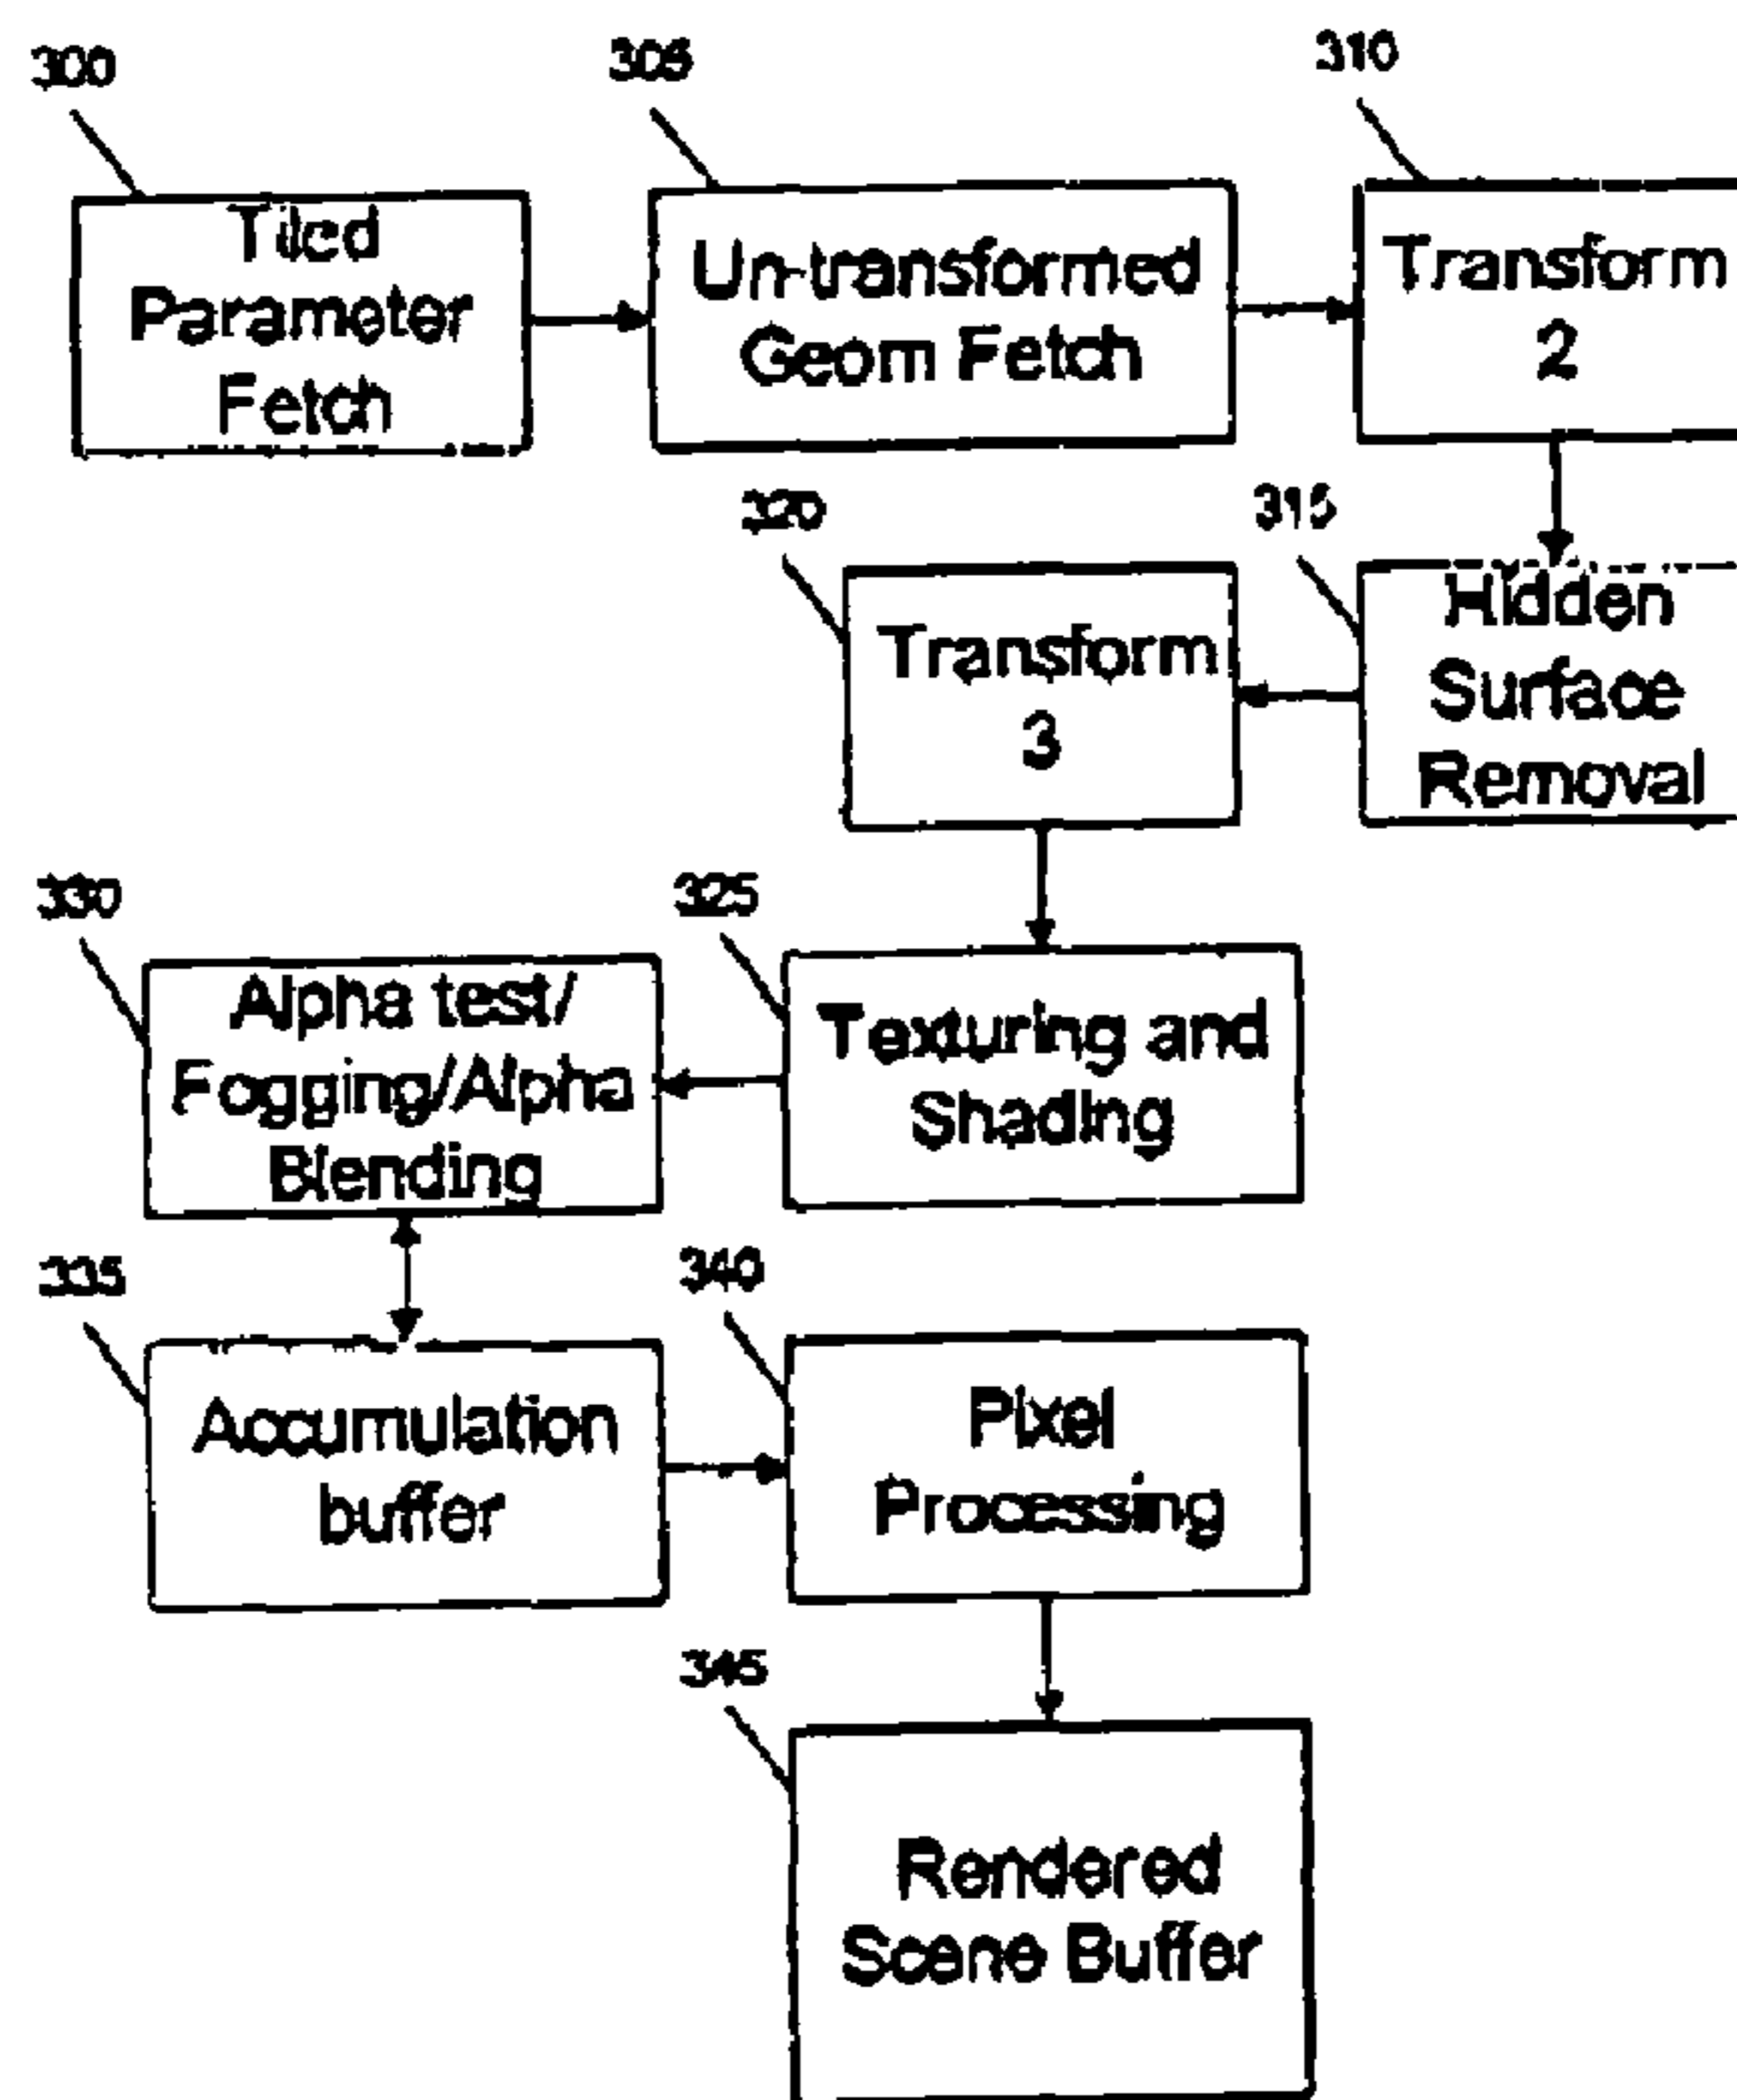 300
305
310
Tiled
Parameter
Fetch
Un-transformed
Geom Fetch
Transform
2
320
315
Transform
3
Hidden
Surface
Removal
330
325
Alpha test/
Fogging/Alpha
Blending
Texturing and
Shading
335
340
Accumulation
buffer
Pixel
Processing
345
Rendered
Scene Buffer